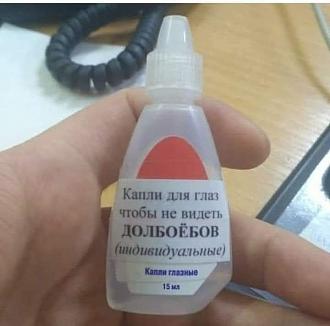 Капли для глаз
чтобы не видеть
ДОЛБОЁБОВ
(индивидуальные)
Капли глазные
15 мл